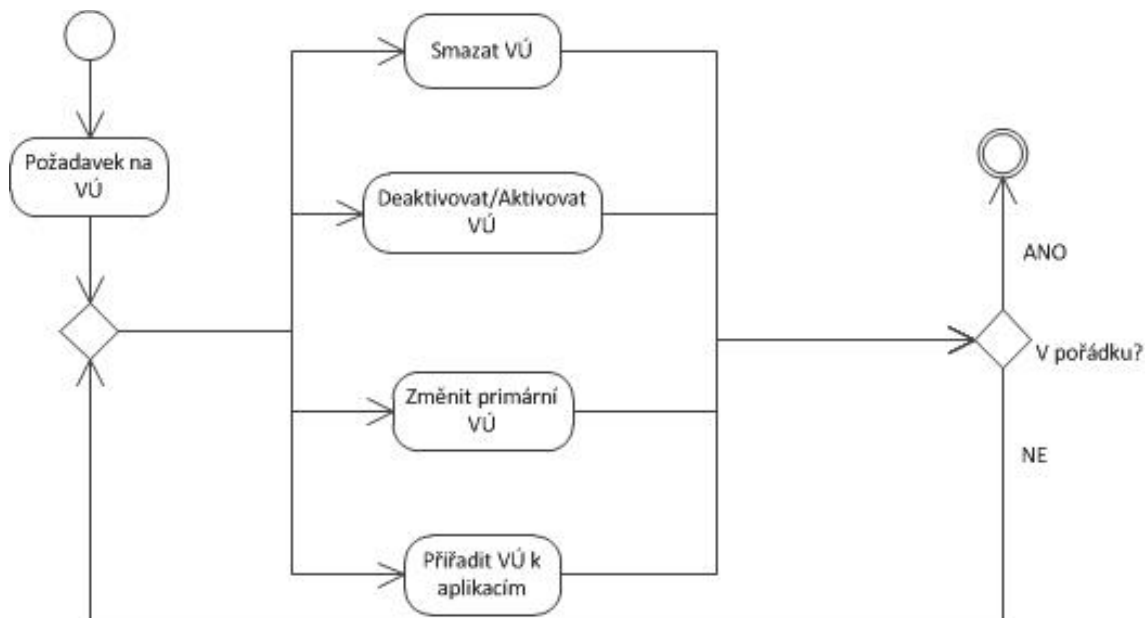 Smazat VÚ
Požadavek na
VÚ
Deaktivovat/Aktivovat
VÚ
ANO
V pořádku?
Změnit primární
VÚ
NE
Přiřadit VÚ k
aplikacím